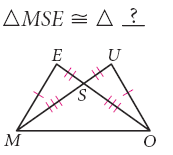 △MSE ≅ △ ?
E U
S
M O